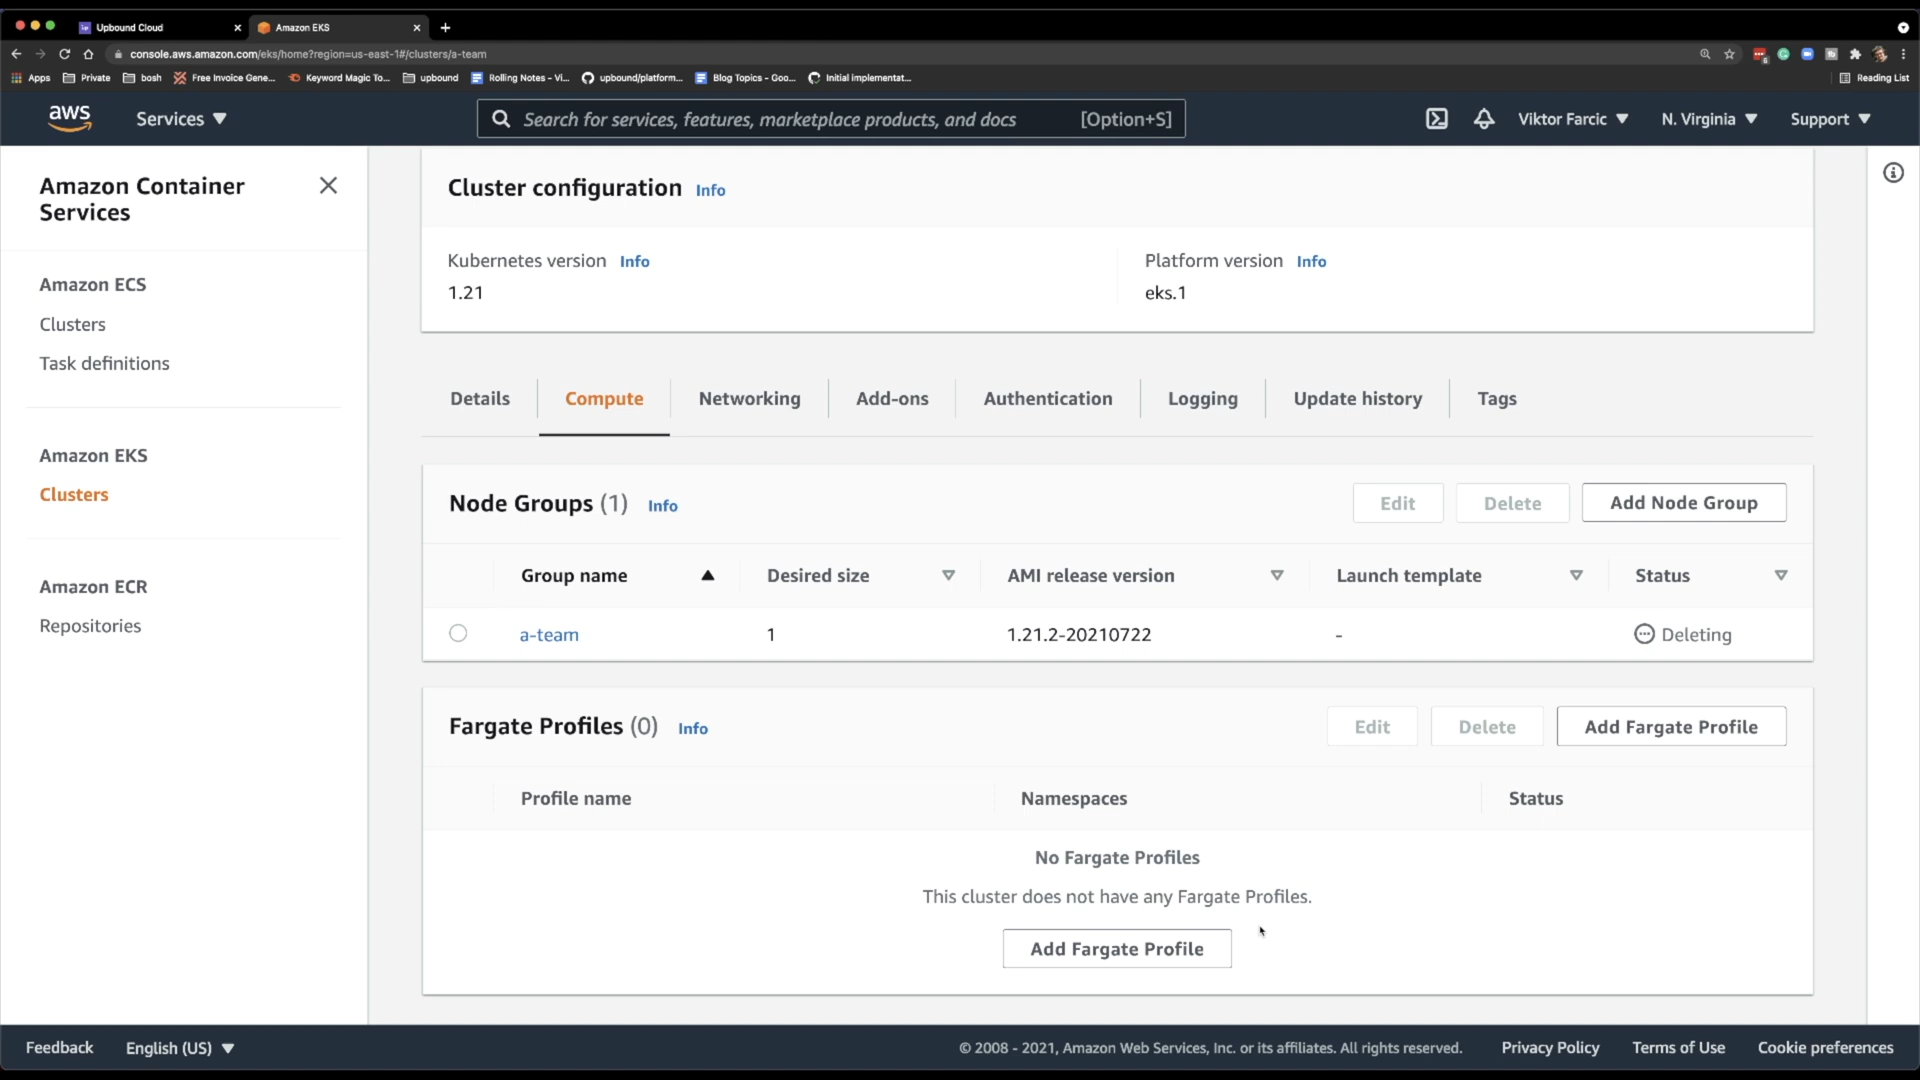 Upbound Cloud
Amazon EKS
console.aws.amazon.com/eks/home?region=us-east-1#/clusters/a-team
Apps
Private
bosh
Free Invoice Gene...
Keyword Magic To...
upbound
Rolling Notes - Vi...
upbound/platform...
Blog Topics - Goo...
Initial implementat...
Reading List
aws
Services
Search for services, features, marketplace products, and docs
[Option+S]
Viktor Farcic
N. Virginia
Support
Amazon Container
Services
Amazon ECS
Clusters
Task definitions
Amazon EKS
Clusters
Amazon ECR
Repositories
Cluster configuration Info
Kubernetes version Info
1.21
Platform version Info
eks.1
Details
Compute
Networking
Add-ons
Authentication
Logging
Update history
Tags
Node Groups (1) Info
Edit
Delete
Add Node Group
Group name
Desired size
AMI release version
Launch template
Status
a-team
1
1.21.2-20210722
-
Deleting
Fargate Profiles (0) Info
Edit
Delete
Add Fargate Profile
Profile name
Namespaces
Status
No Fargate Profiles
This cluster does not have any Fargate Profiles.
Add Fargate Profile
Feedback
English (US)
© 2008 - 2021, Amazon Web Services, Inc. or its affiliates. All rights reserved.
Privacy Policy
Terms of Use
Cookie preferences